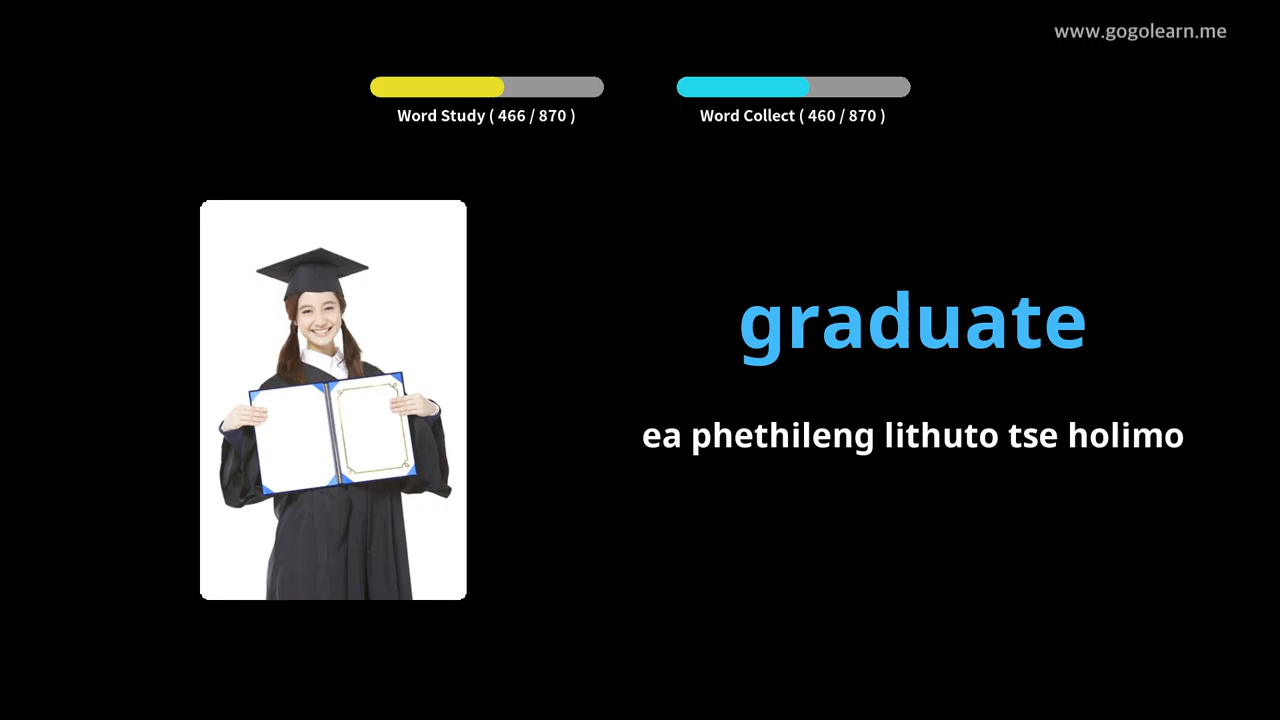 www.gogolearn.me
Word Study ( 466 / 870 )
Word Collect ( 460 / 870 )
graduate
ea phethileng lithuto tse holimo